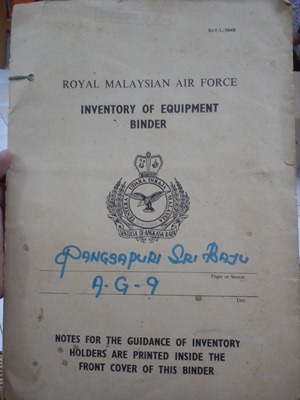 ROYAL MALAYSIAN AIR FORCE
INVENTORY OF EQUIPMENT
BINDER
TENTERA UDARA DIRAJA MALAYSIA
SENTIASA DI-ANGKASA RAYA
PANGSAPURI SRI BAJU
Flight or Section
A-G-9
Unit
NOTES FOR THE GUIDANCE OF INVENTORY
HOLDERS ARE PRINTED INSIDE THE
FRONT COVER OF THIS BINDER